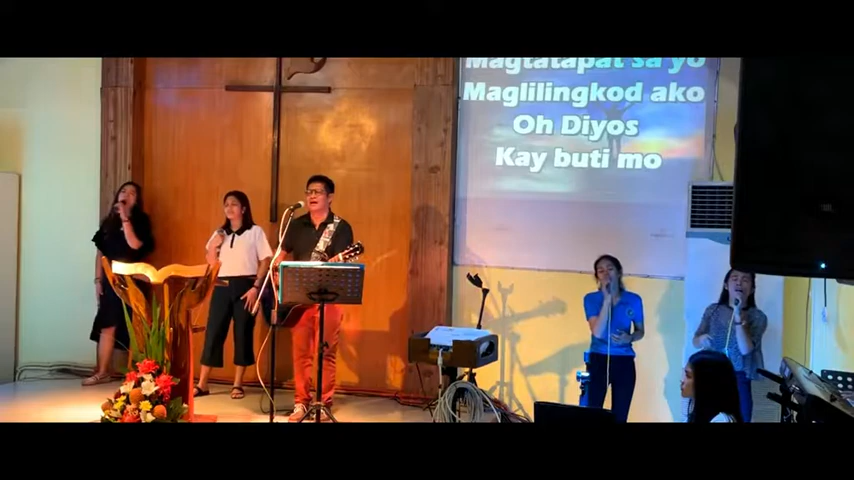 Magtatapat sa yo
Maglilingkod ako
Oh Diyos
Kay buti mo